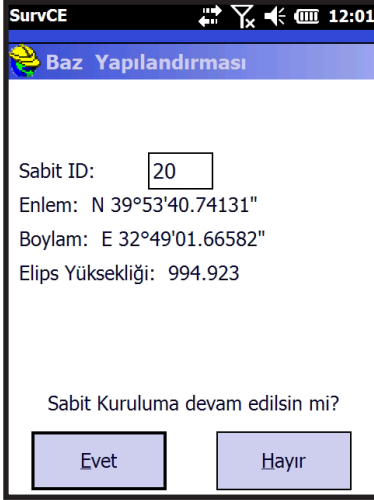 SurvCE 12:01
Baz Yapılandırması
Sabit ID: 20
Enlem: N 39°53'40.74131"
Boylam: E 32°49'01.66582"
Elips Yüksekliği: 994.923
Sabit Kuruluma devam edilsin mi?
Evet Hayır